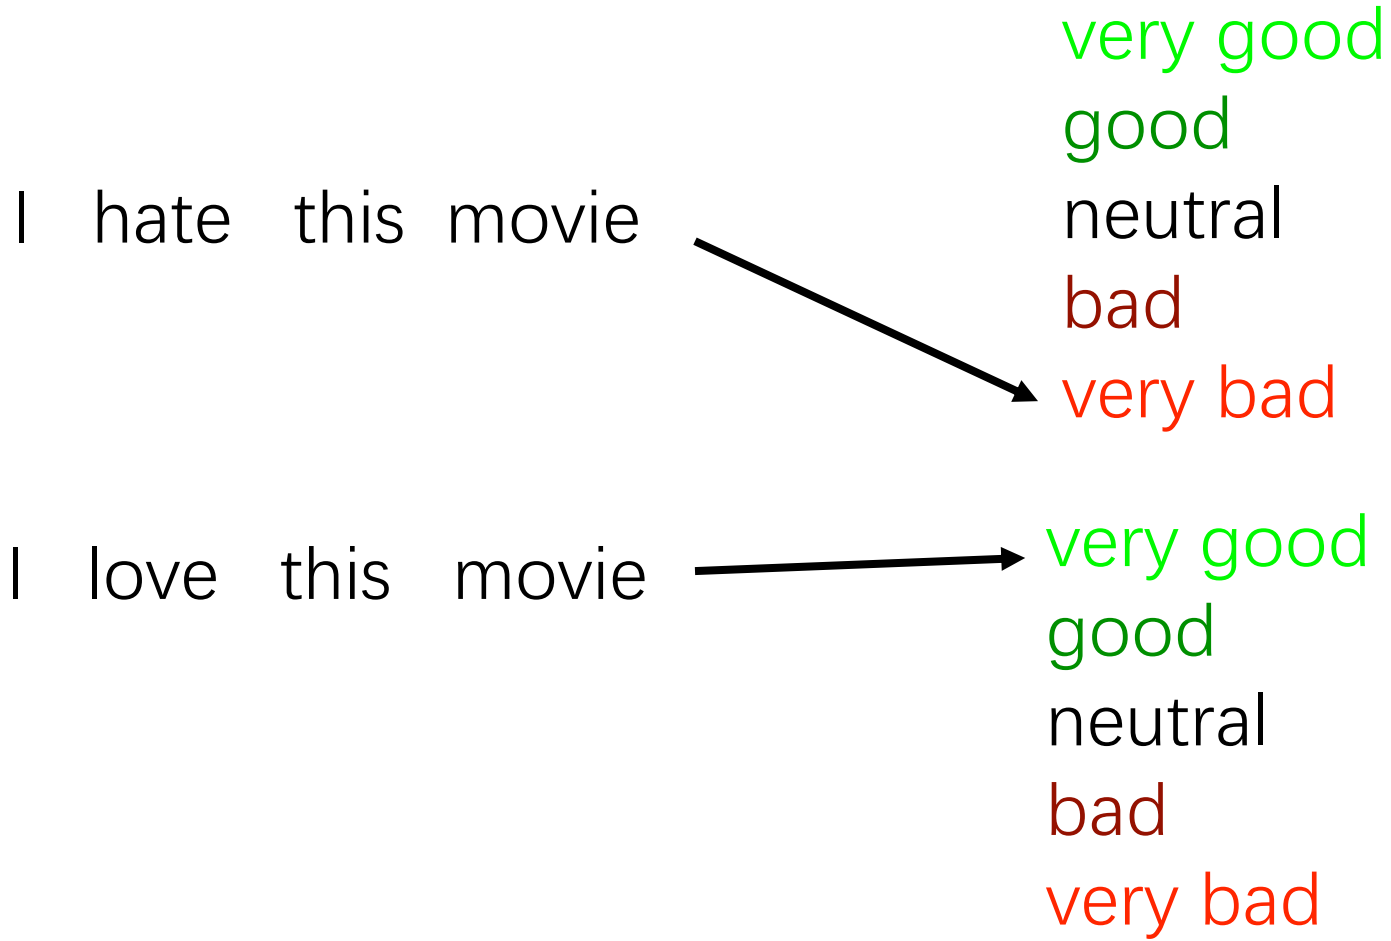 very good
good
I hate this movie
neutral
bad
very bad
very good
I love this movie
good
neutral
bad
very bad